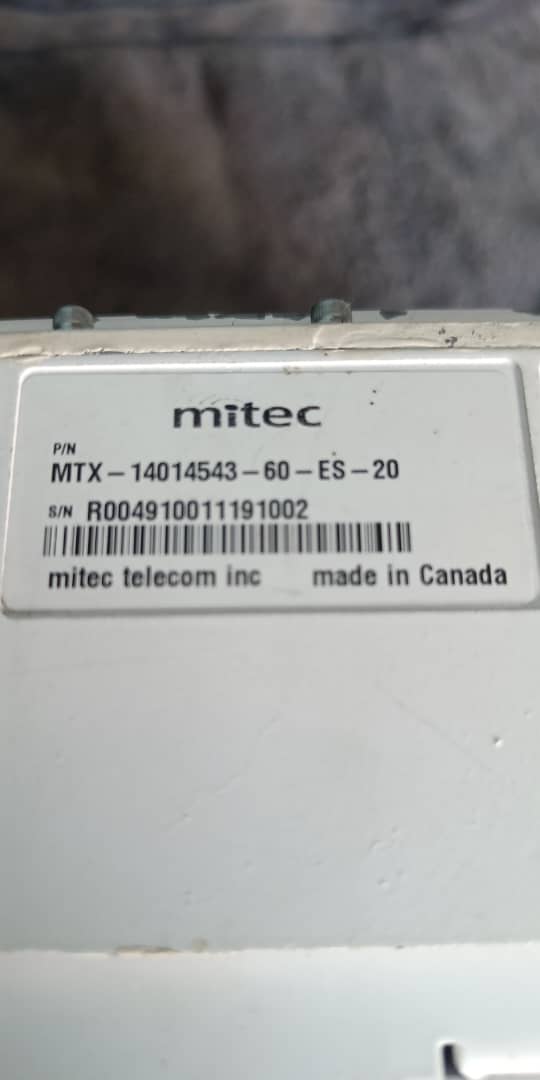 mitec
P/N
MTX-14014543-60-ES-20
S/N R004910011191002
mitec telecom inc made in Canada